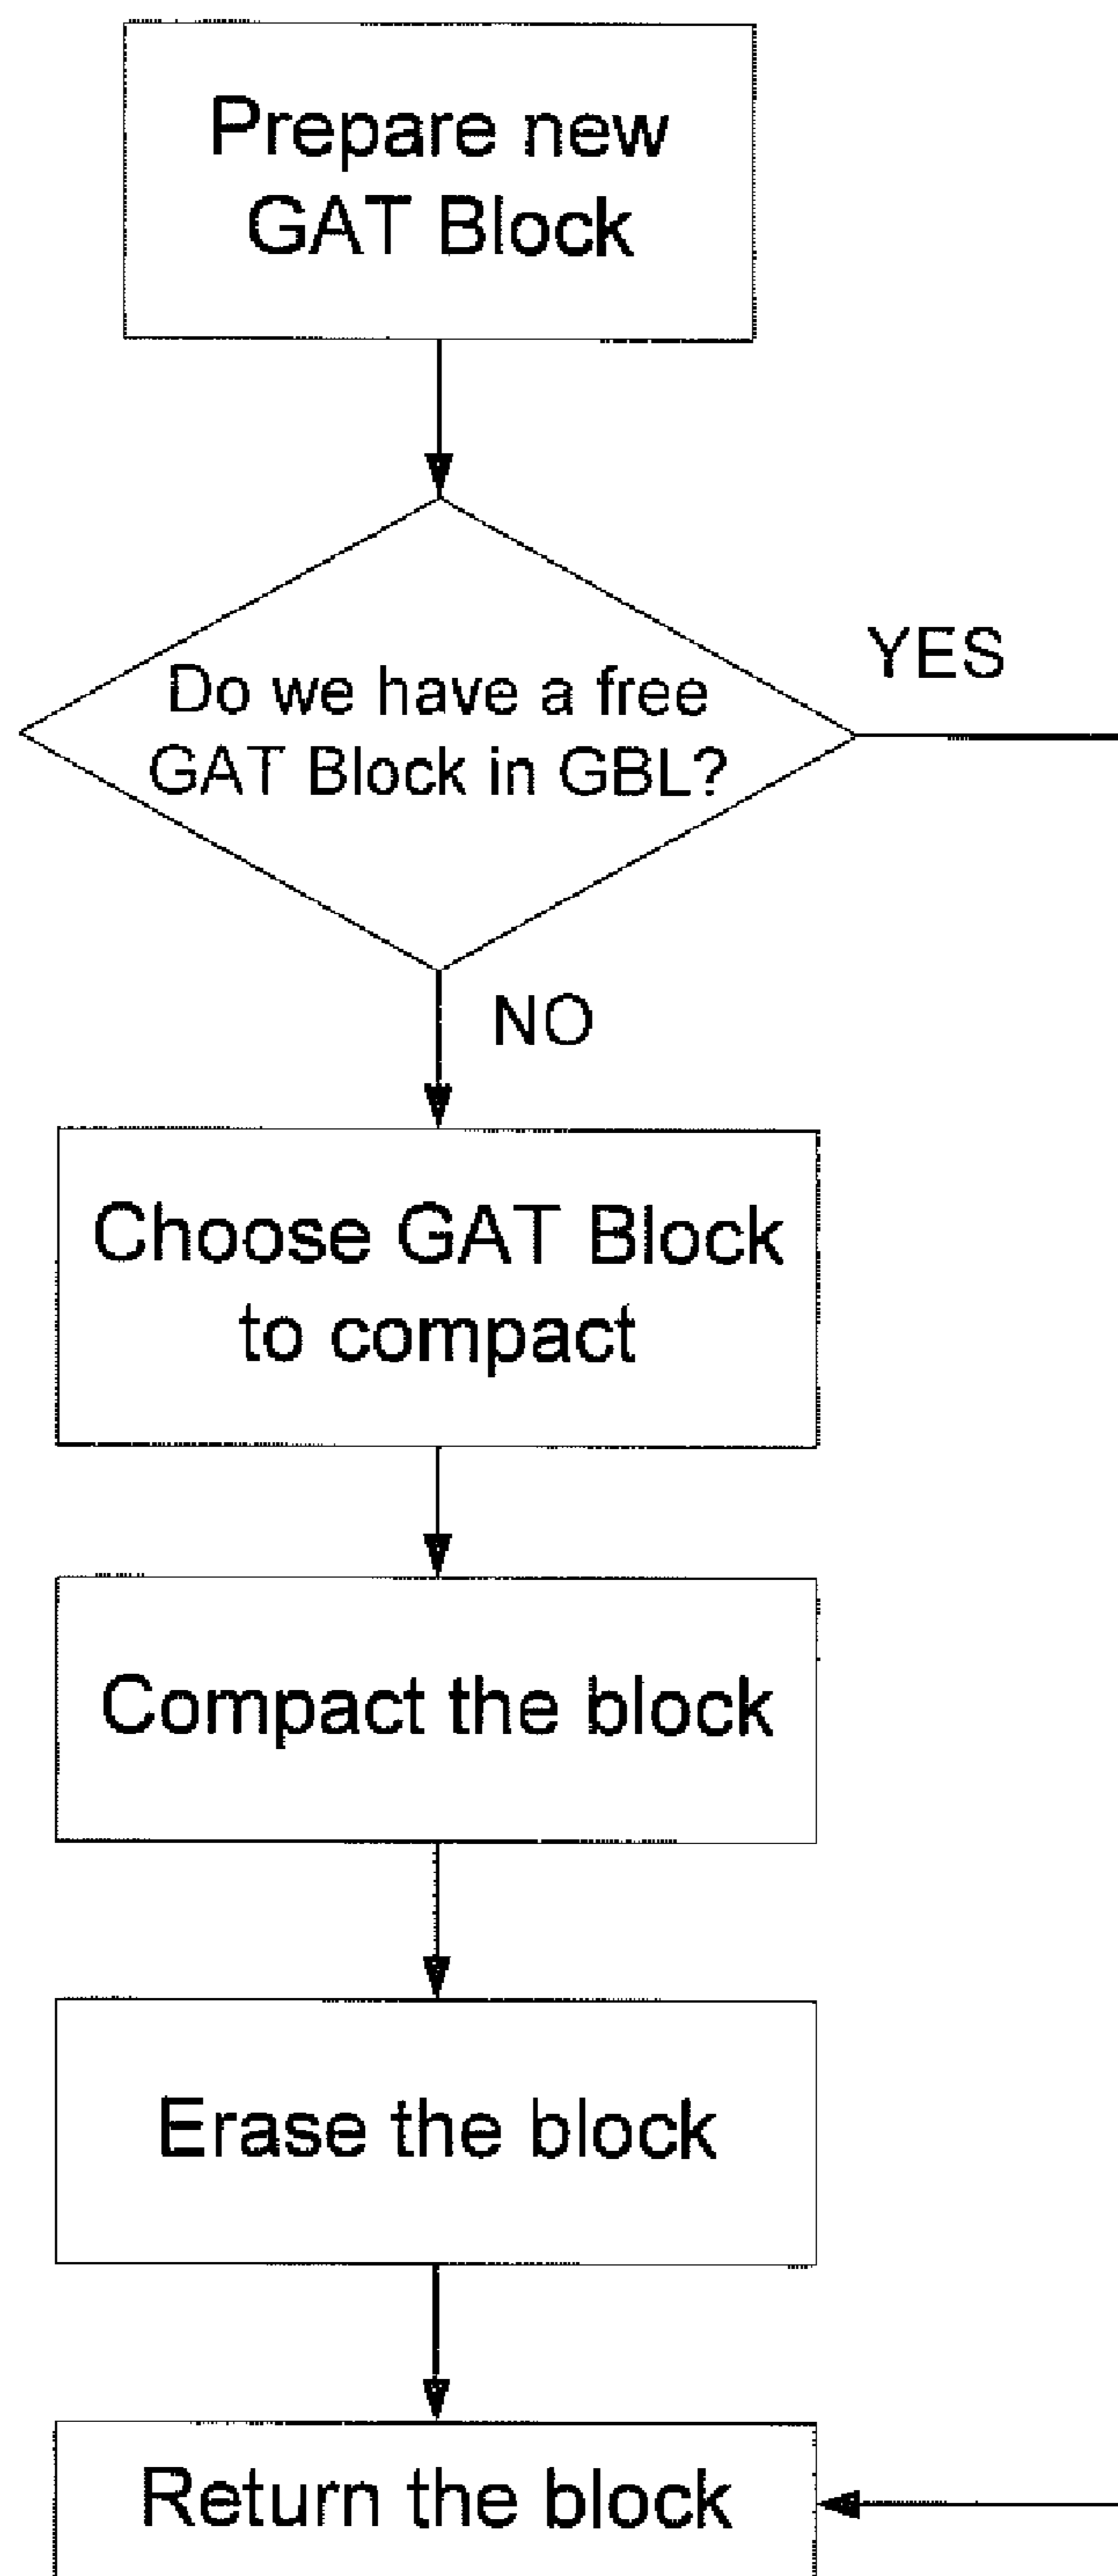 Prepare new
GAT Block
Do we have a free
GAT Block in GBL?
YES
NO
Choose GAT Block
to compact
Compact the block
Erase the block
Return the block